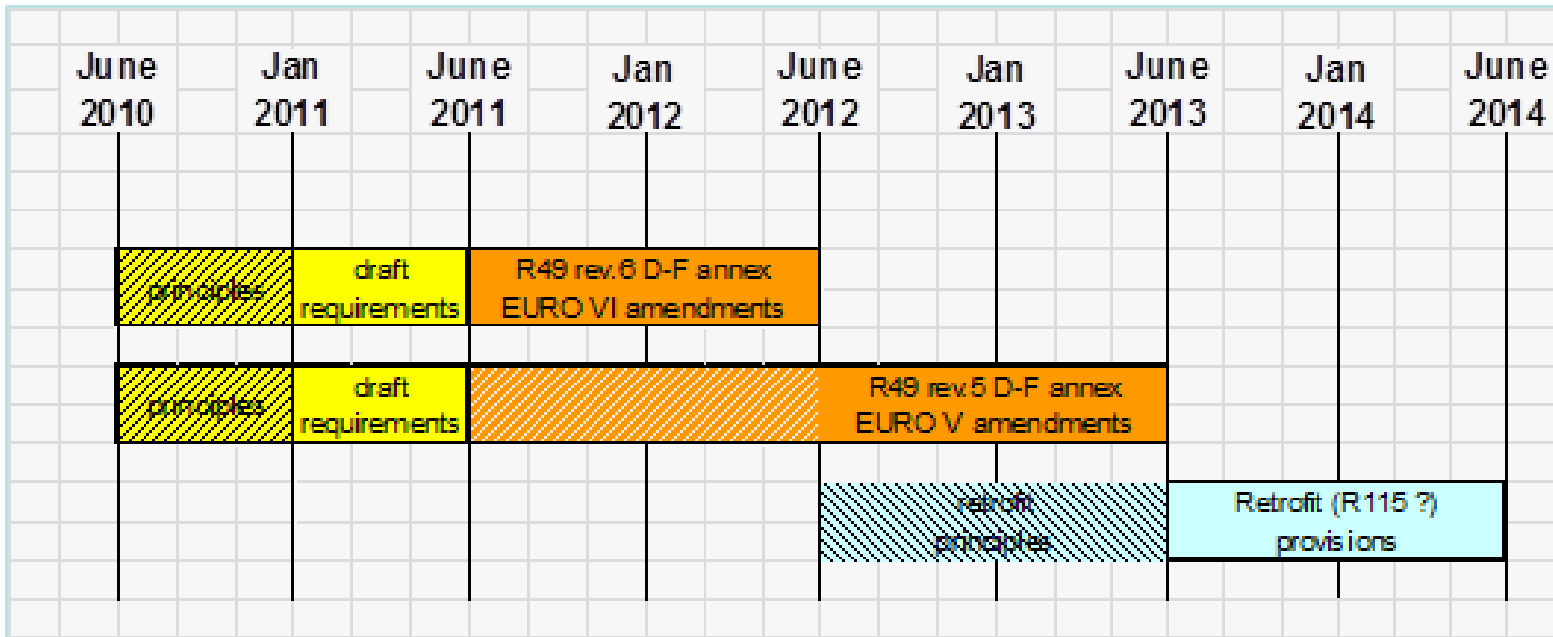 June Jan June Jan June Jan June Jan June
2010 2011 2011 2012 2012 2013 2013 2014 2014
principles
draft
requirements
R49 rev.6 D-F annex
EURO VI amendments
principles
draft
requirements
R49 rev.5 D-F annex
EURO V amendments
retrofit
principles
Retrofit (R115 ?)
provisions